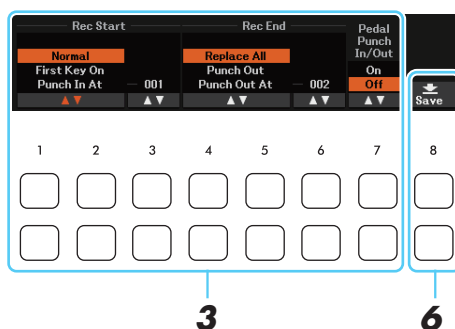 Rec Start Rec End Pedal
Punch
In/Out
Normal Replace All
First Key On Punch Out On
Punch In At 001 Punch Out At 002 Off
Save
1 2 3 4 5 6 7 8
3 6